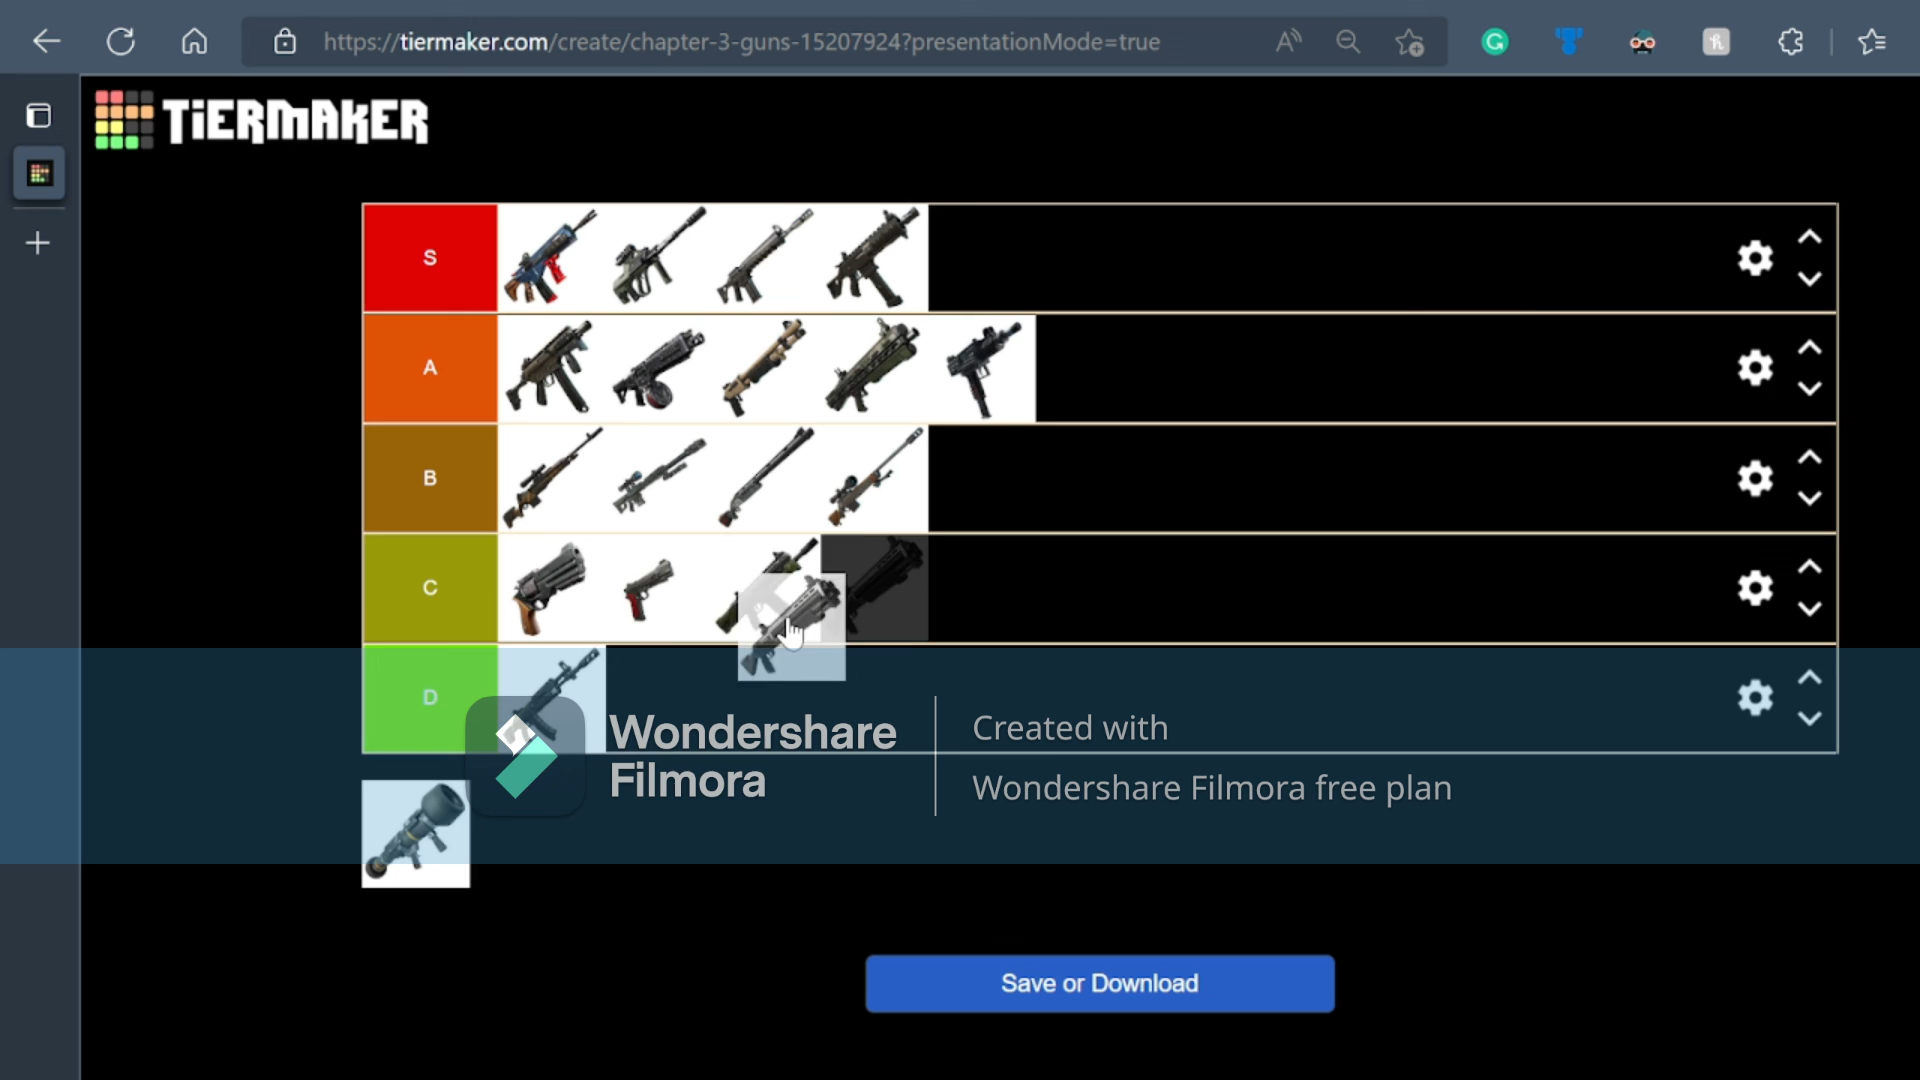 https://tiermaker.com/create/chapter-3-guns-15207924?presentationMode=true
TiERMAKER
S
A
B
C
D
Wondershare
Filmora
Created with
Wondershare Filmora free plan
Save or Download